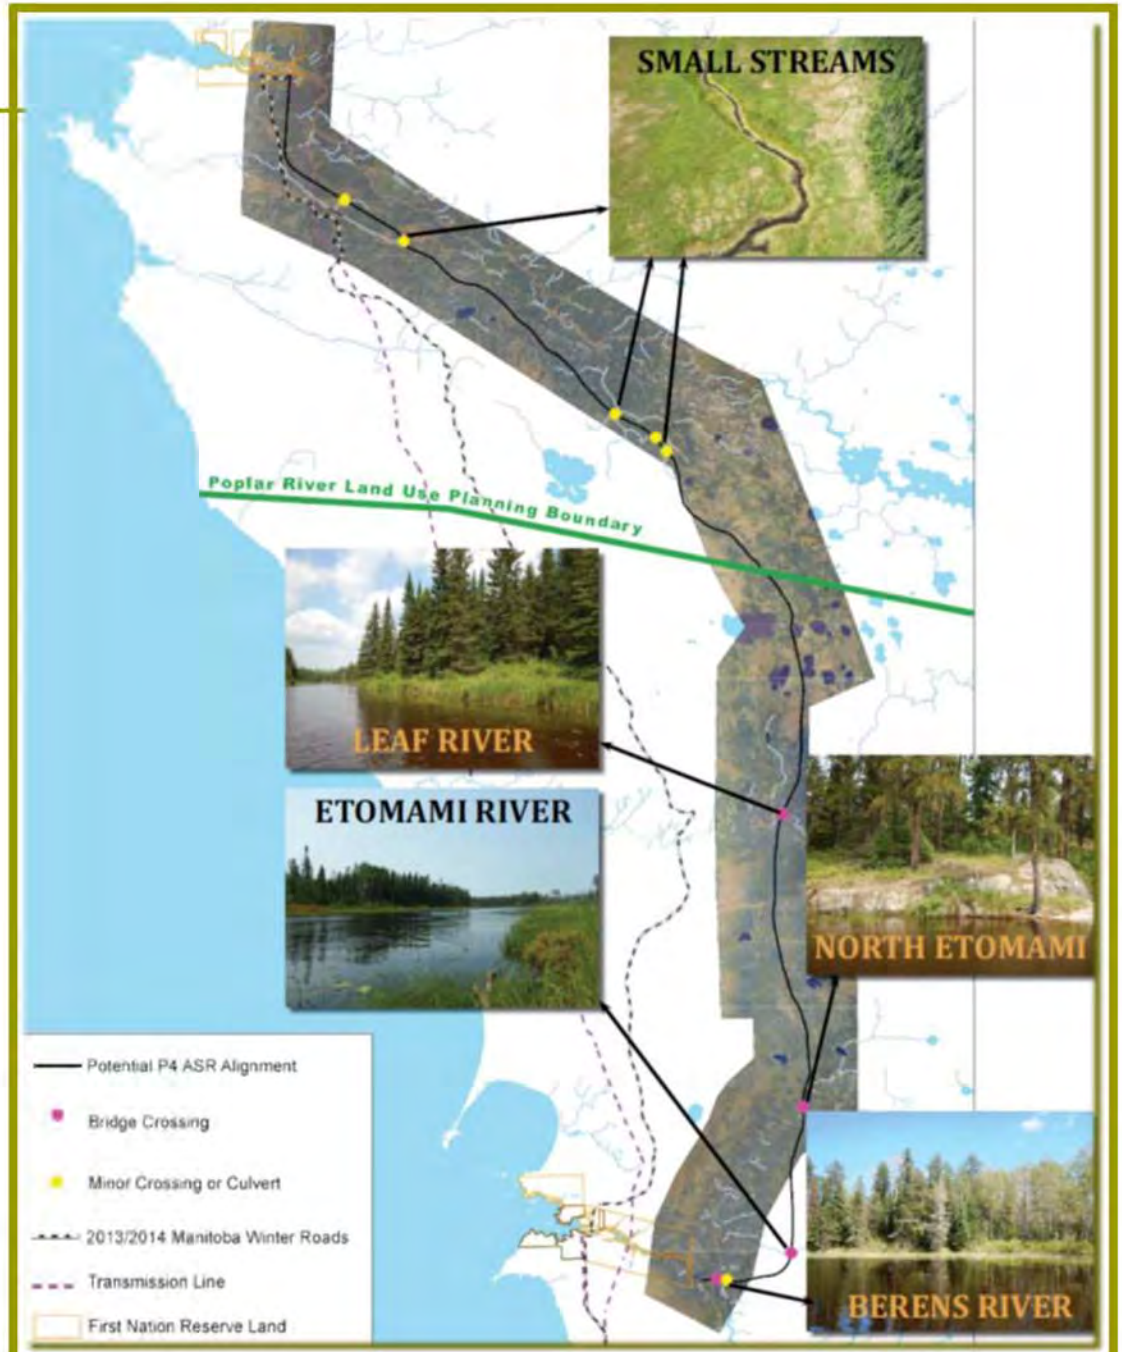 SMALL STREAMS
Poplar River Land Use Planning Boundary
LEAF RIVER
ETOMAMI RIVER
NORTH ETOMAMI
BERENS RIVER
Potential P4 ASR Alignment
Bridge Crossing
Minor Crossing or Culvert
2013/2014 Manitoba Winter Roads
Transmission Line
First Nation Reserve Land